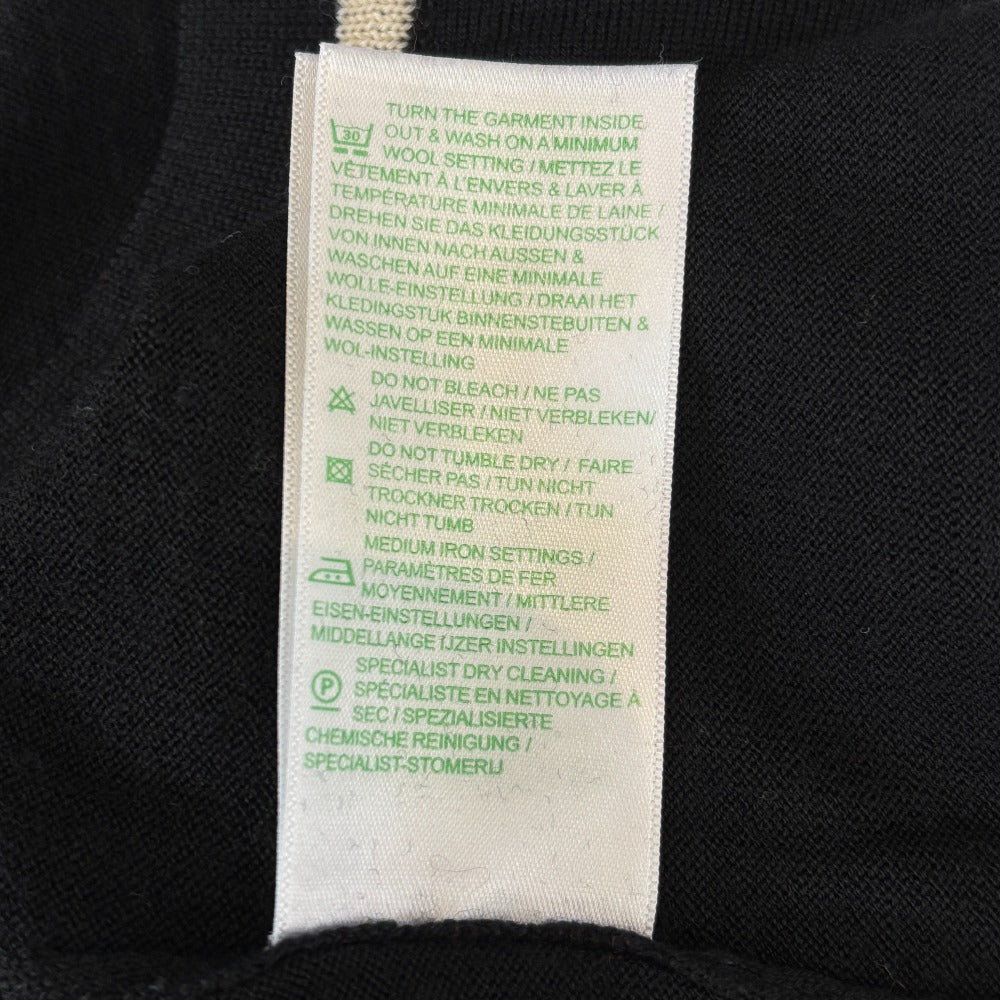 TURN THE GARMENT INSIDE
30 OUT & WASH ON A MINIMUM
WOOL SETTING / METTEZ LE
VÊTEMENT À L'ENVERS & LAVER À
TEMPÉRATURE MINIMALE DE LAINE /
DREHEN SIE DAS KLEIDUNGSSTÜCK
VON INNEN NACH AUSSEN &
WASCHEN AUF EINE MINIMALE
WOLLE-EINSTELLUNG / DRAAI HET
KLEDINGSTUK BINNENSTEBUITEN &
WASSEN OP EEN MINIMALE
WOL-INSTELLING
DO NOT BLEACH / NE PAS
JAVELLISER / NIET VERBLEKEN/
NIET VERBLEKEN
DO NOT TUMBLE DRY / FAIRE
SÉCHER PAS / TUN NICHT
TROCKNER TROCKEN / TUN
NICHT TUMB
MEDIUM IRON SETTINGS /
PARAMÈTRES DE FER
MOYENNEMENT / MITTLERE
EISEN-EINSTELLUNGEN /
MIDDELLANGE IJZER INSTELLINGEN
SPECIALIST DRY CLEANING /
P SPÉCIALISTE EN NETTOYAGE À
SEC / SPEZIALISIERTE
CHEMISCHE REINIGUNG /
SPECIALIST-STOMERIJ